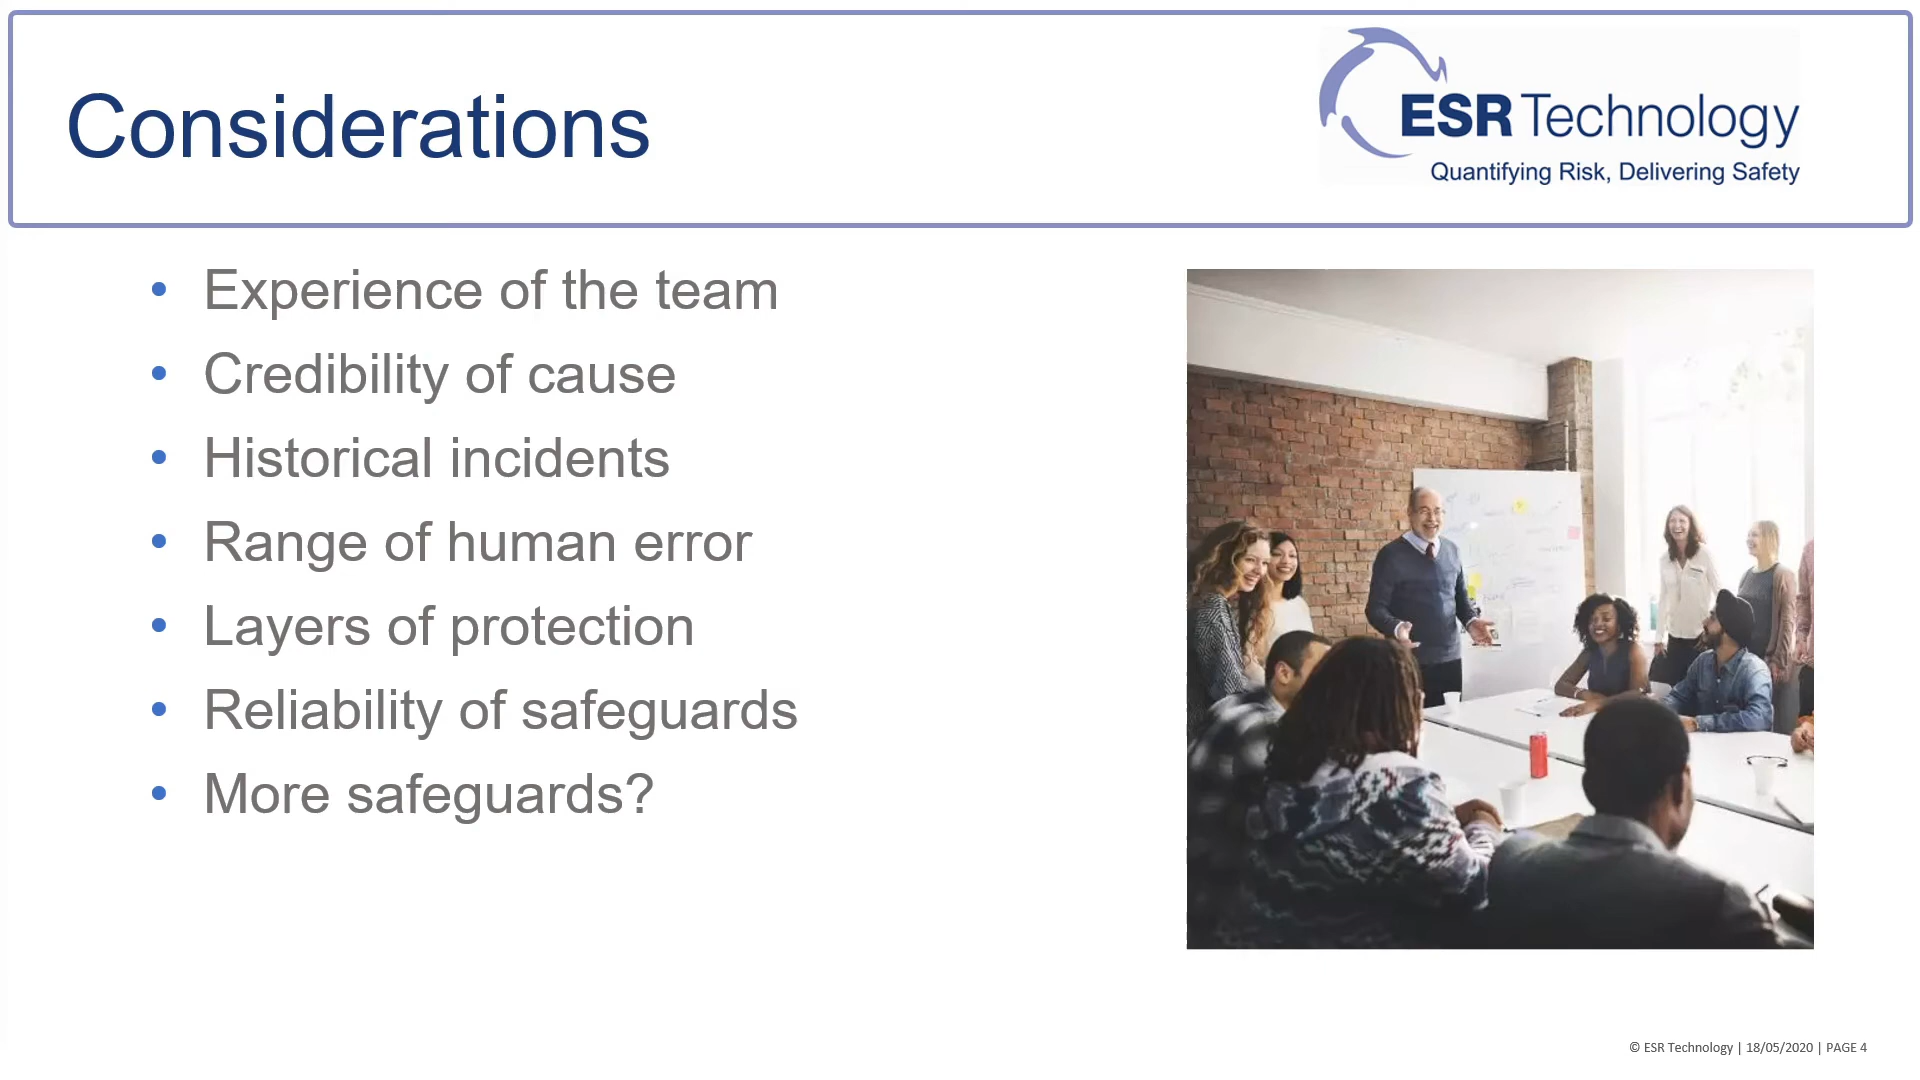 Considerations
ESR Technology
Quantifying Risk, Delivering Safety
• Experience of the team
• Credibility of cause
• Historical incidents
• Range of human error
• Layers of protection
• Reliability of safeguards
• More safeguards?
© ESR Technology | 18/05/2020 | PAGE 4